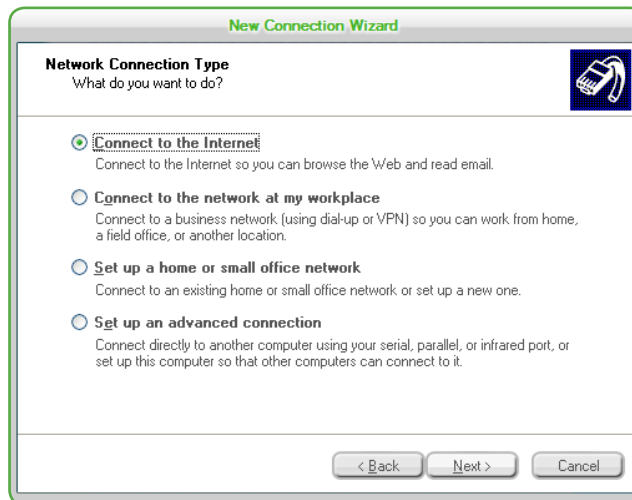 New Connection Wizard
Network Connection Type
What do you want to do?
Connect to the Internet
Connect to the Internet so you can browse the Web and read email.
Connect to the network at my workplace
Connect to a business network (using dial-up or VPN) so you can work from home,
a field office, or another location.
Set up a home or small office network
Connect to an existing home or small office network or set up a new one.
Set up an advanced connection
Connect directly to another computer using your serial, parallel, or infrared port, or
set up this computer so that other computers can connect to it.
< Back Next > Cancel